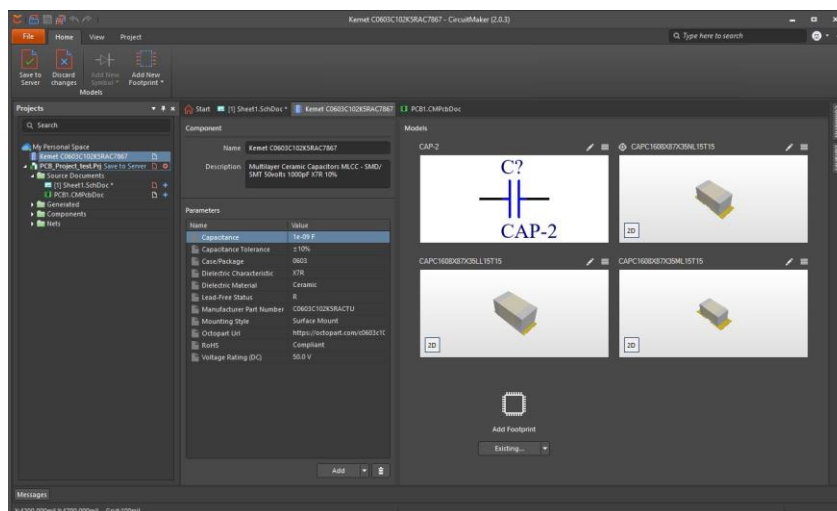 Kemet C0603C102K5RAC7867 - CircuitMaker (2.0.3)
File Home View Project
Type here to search
Save to Server
Discard changes
Add New Symbol
Add New Footprint
Models
Projects
Start
[1] Sheet1.SchDoc *
Kemet C0603C102K5RAC7867
PCB1.CMPcbDoc
Search
My Personal Space
Kemet C0603C102K5RAC7867
PCB_Project_test.Prj Save to Server
Source Documents
[1] Sheet1.SchDoc *
PCB1.CMPcbDoc
Generated
Components
Nets
Component
Name Kemet C0603C102K5RAC7867
Description Multilayer Ceramic Capacitors MLCC - SMD/
SMT 50volts 1000pF X7R 10%
Parameters
Name Value
Capacitance 1e-09 F
Capacitance Tolerance ±10%
Case/Package 0603
Dielectric Characteristic X7R
Dielectric Material Ceramic
Lead-Free Status R
Manufacturer Part Number C0603C102K5RACTU
Mounting Style Surface Mount
Octopart Url https://octopart.com/c0603c1
RoHS Compliant
Voltage Rating (DC) 50.0 V
Add
Models
CAP-2
C?
CAP-2
CAPC1608X87X35NL15T15
2D
CAPC1608X87X35LL15T15
2D
CAPC1608X87X35ML15T15
2D
Add Footprint
Existing...
Messages